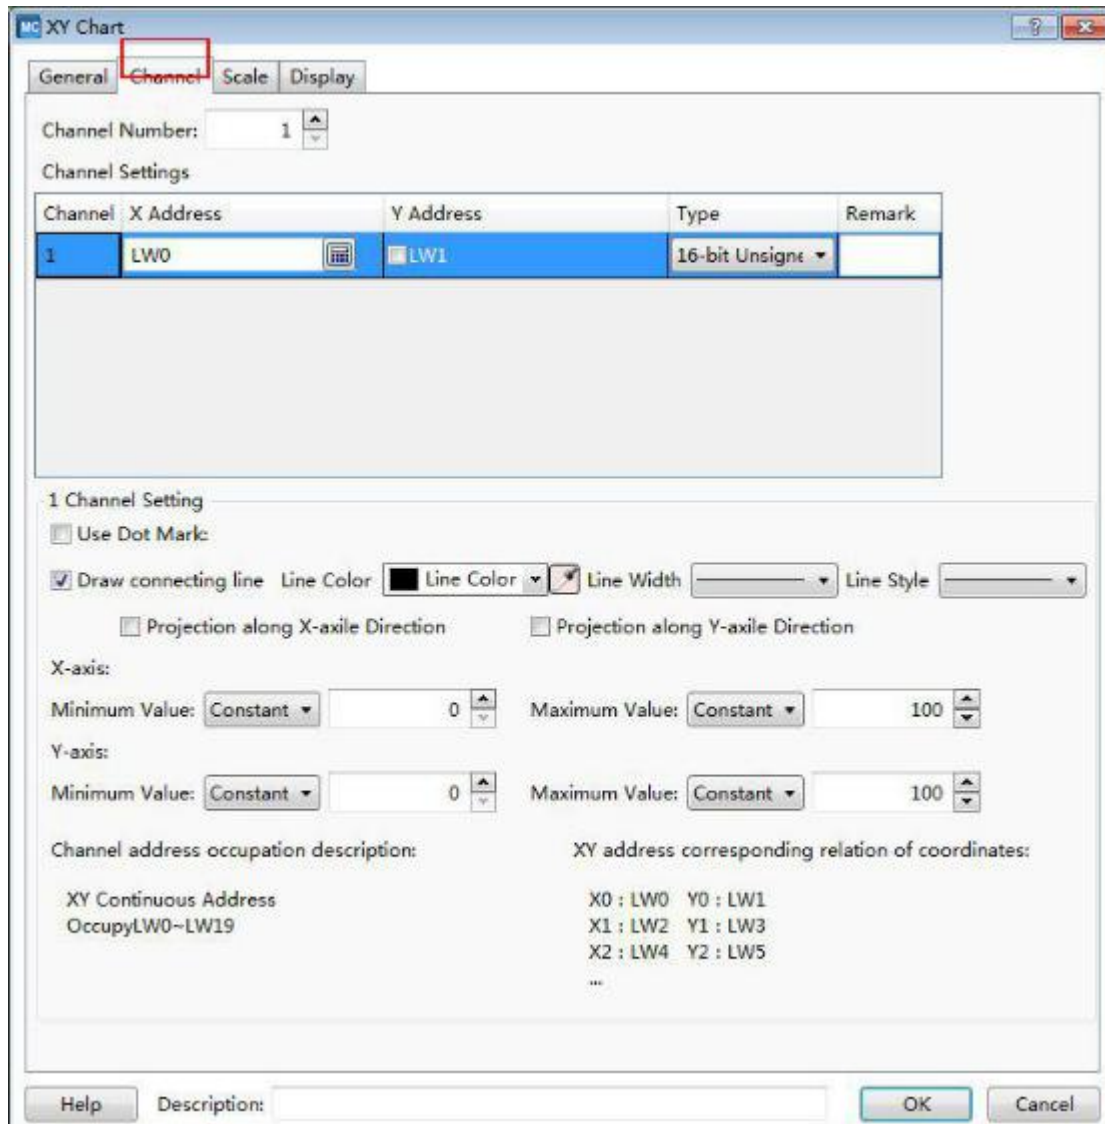 MC XY Chart
General Channel Scale Display
Channel Number: 1
Channel Settings
Channel X Address Y Address Type Remark
1 LW0 LW1 16-bit Unsigne
1 Channel Setting
Use Dot Mark:
Draw connecting line Line Color Line Color Line Width Line Style
Projection along X-axile Direction Projection along Y-axile Direction
X-axis:
Minimum Value: Constant 0 Maximum Value: Constant 100
Y-axis:
Minimum Value: Constant 0 Maximum Value: Constant 100
Channel address occupation description: XY address corresponding relation of coordinates:
XY Continuous Address X0 : LW0 Y0 : LW1
OccupyLW0~LW19 X1 : LW2 Y1 : LW3
X2 : LW4 Y2 : LW5
...
Help Description: OK Cancel